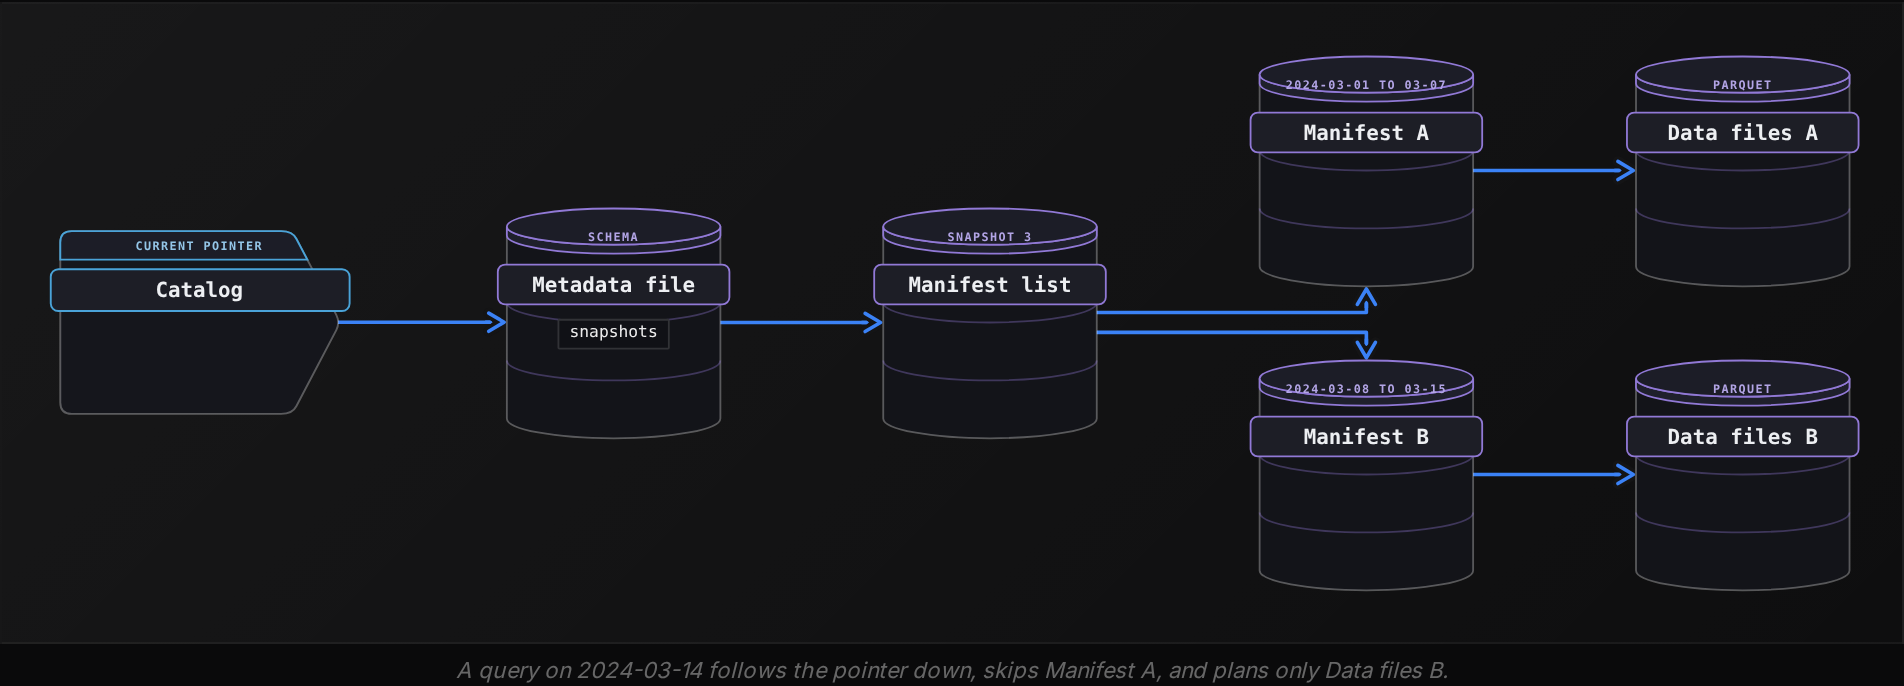 CURRENT POINTER
Catalog
SCHEMA
Metadata file
snapshots
SNAPSHOT 3
Manifest list
2024-03-01 TO 03-07
Manifest A
PARQUET
Data files A
2024-03-08 TO 03-15
Manifest B
PARQUET
Data files B
A query on 2024-03-14 follows the pointer down, skips Manifest A, and plans only Data files B.